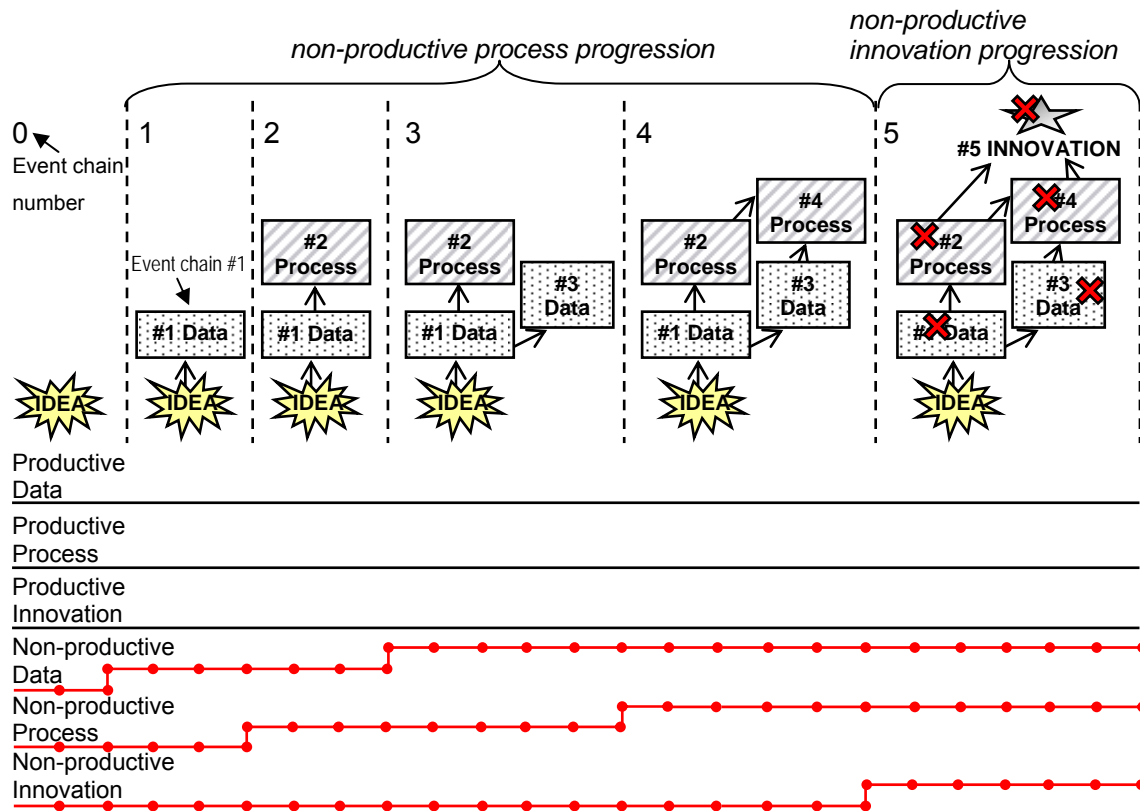 non-productive process progression
non-productive
innovation progression
0
1
2
3
4
5
Event chain
number
Event chain #1
#5 INNOVATION
#1 Data
IDEA
IDEA
#2
Process
#1 Data
IDEA
#2
Process
#3
Data
#1 Data
IDEA
#4
Process
#2
Process
#3
Data
#1 Data
IDEA
#4
Process
#2
Process
#3
Data
Data
IDEA
Productive
Data
Productive
Process
Productive
Innovation
Non-productive
Data
Non-productive
Process
Non-productive
Innovation